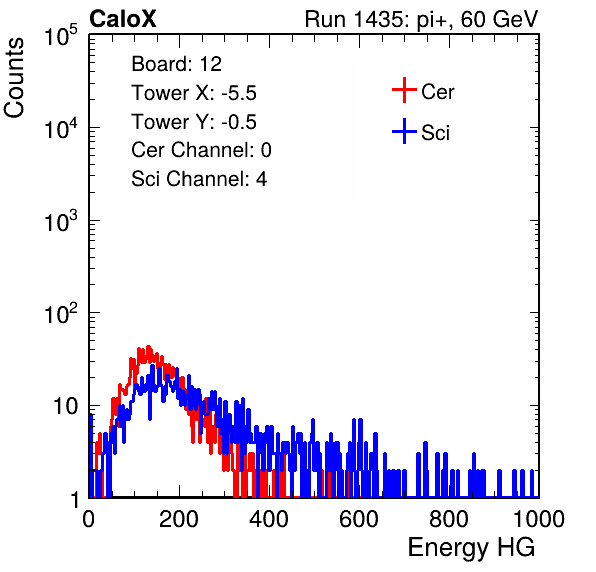 CaloX Run 1435: pi+, 60 GeV
Counts
10^5
10^4
10^3
10^2
10
1
Board: 12
Tower X: -5.5
Tower Y: -0.5
Cer Channel: 0
Sci Channel: 4
Cer
Sci
0 200 400 600 800 1000
Energy HG